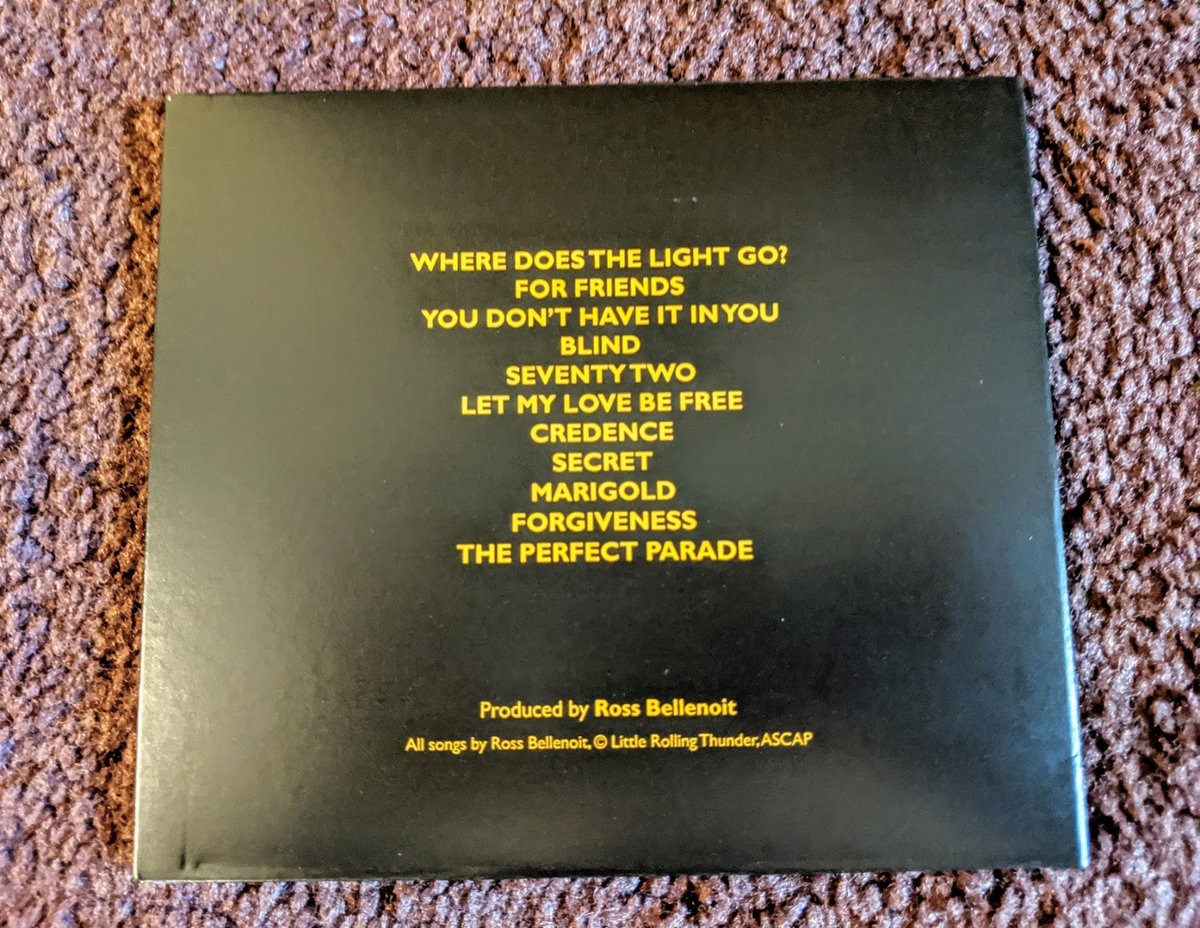 WHERE DOES THE LIGHT GO?
FOR FRIENDS
YOU DON'T HAVE IT IN YOU
BLIND
SEVENTY TWO
LET MY LOVE BE FREE
CREDENCE
SECRET
MARIGOLD
FORGIVENESS
THE PERFECT PARADE
Produced by Ross Bellenoit
All songs by Ross Bellenoit, © Little Rolling Thunder, ASCAP